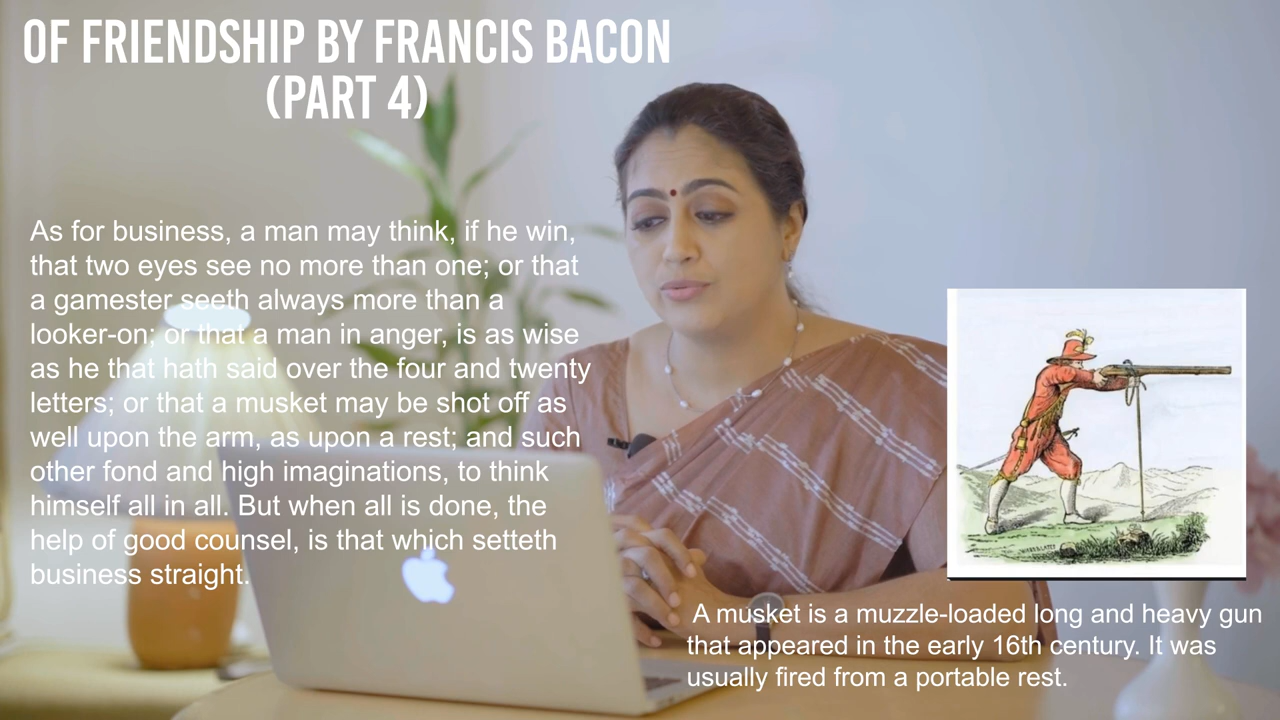 OF FRIENDSHIP BY FRANCIS BACON
(PART 4)
As for business, a man may think, if he win,
that two eyes see no more than one; or that
a gamester seeth always more than a
looker-on; or that a man in anger, is as wise
as he that hath said over the four and twenty
letters; or that a musket may be shot off as
well upon the arm, as upon a rest; and such
other fond and high imaginations, to think
himself all in all. But when all is done, the
help of good counsel, is that which setteth
business straight.
A musket is a muzzle-loaded long and heavy gun
that appeared in the early 16th century. It was
usually fired from a portable rest.